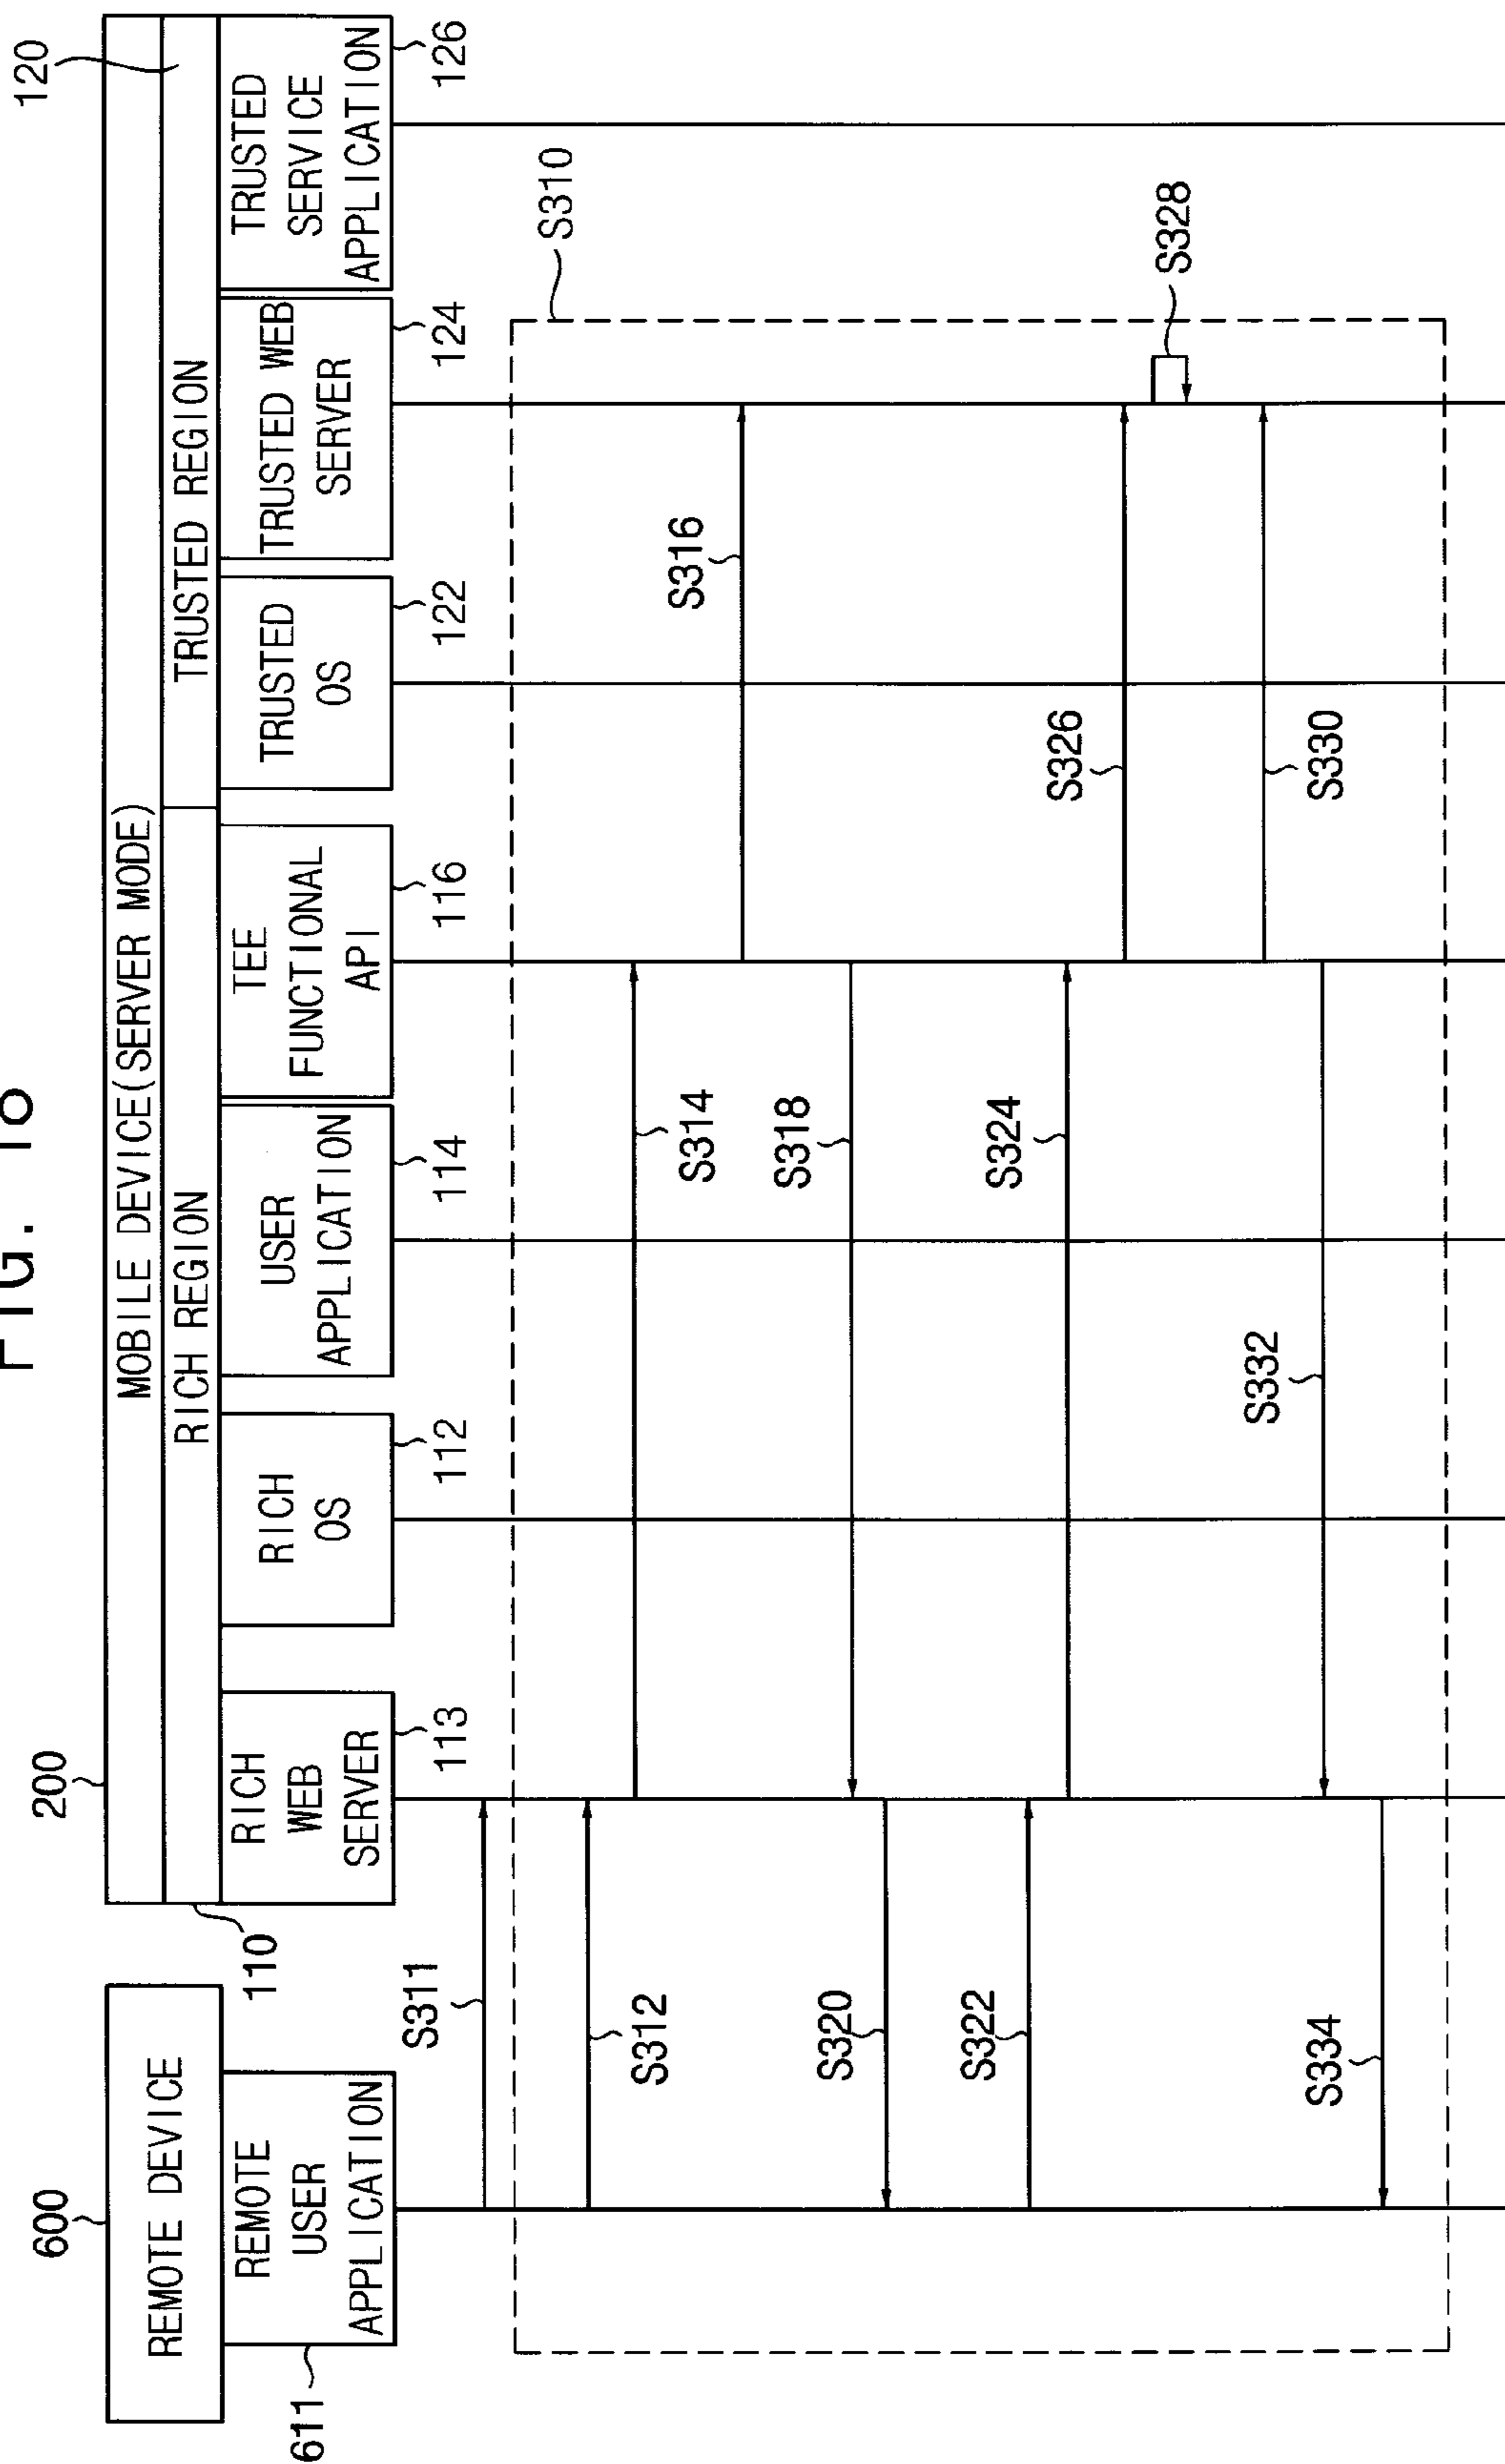 FIG.
600
200
120
REMOTE DEVICE
MOBILE DEVICE(SERVER MODE)
RICH REGION
TRUSTED REGION
REMOTE
USER
APPLICATION
RICH
WEB
SERVER
RICH
OS
USER
APPLICATION
TEE
FUNCTIONAL
API
TRUSTED
OS
TRUSTED WEB
SERVER
TRUSTED
SERVICE
APPLICATION
611
110
113
112
114
116
122
124
126
S311
S310
S312
S314
S316
S318
S320
S322
S324
S326
S328
S330
S332
S334